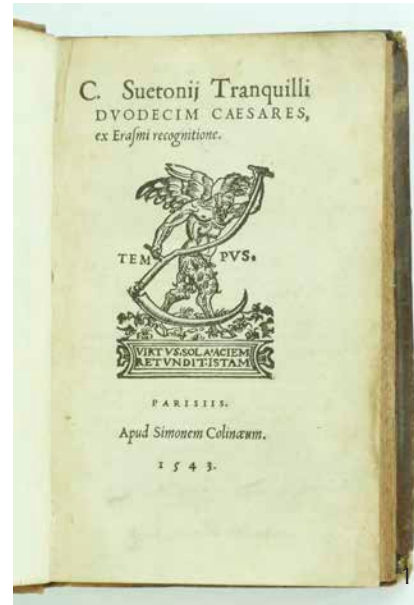 C. Suetonij Tranquilli
DVODECIM CAESARES,
ex Eraſmi recognitione.
TEM PVS.
VIRTVS·SOLA·ACIEM
RETVNDIT·ISTAM
PARISIIS.
Apud Simonem Colinæum.
1543.
1